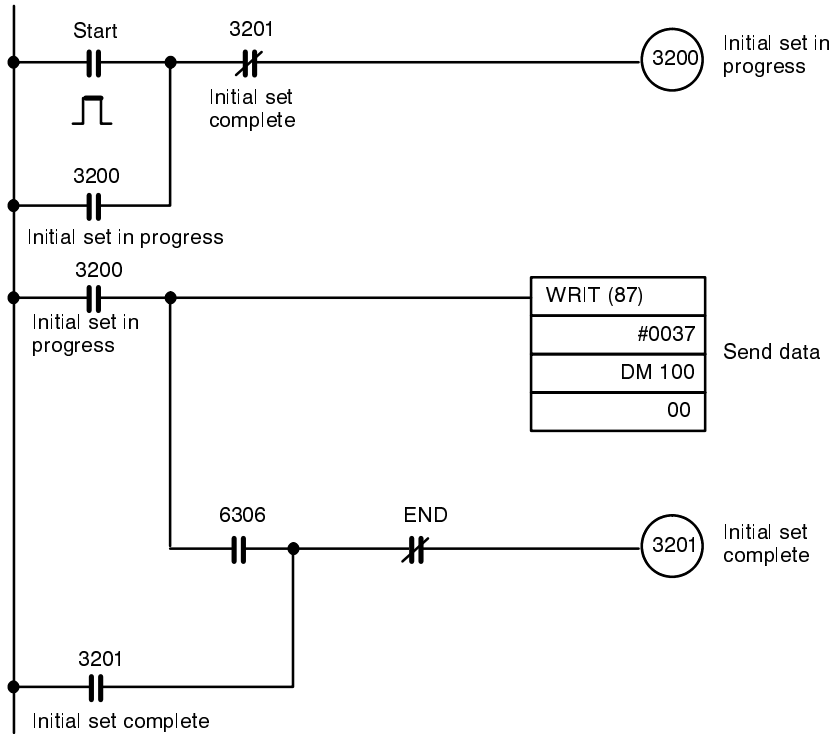 Start
3201
3200
Initial set in
progress
Initial set
complete
3200
Initial set in progress
3200
Initial set in
progress
WRIT (87)
#0037
DM 100
00
Send data
6306
END
3201
Initial set
complete
3201
Initial set complete